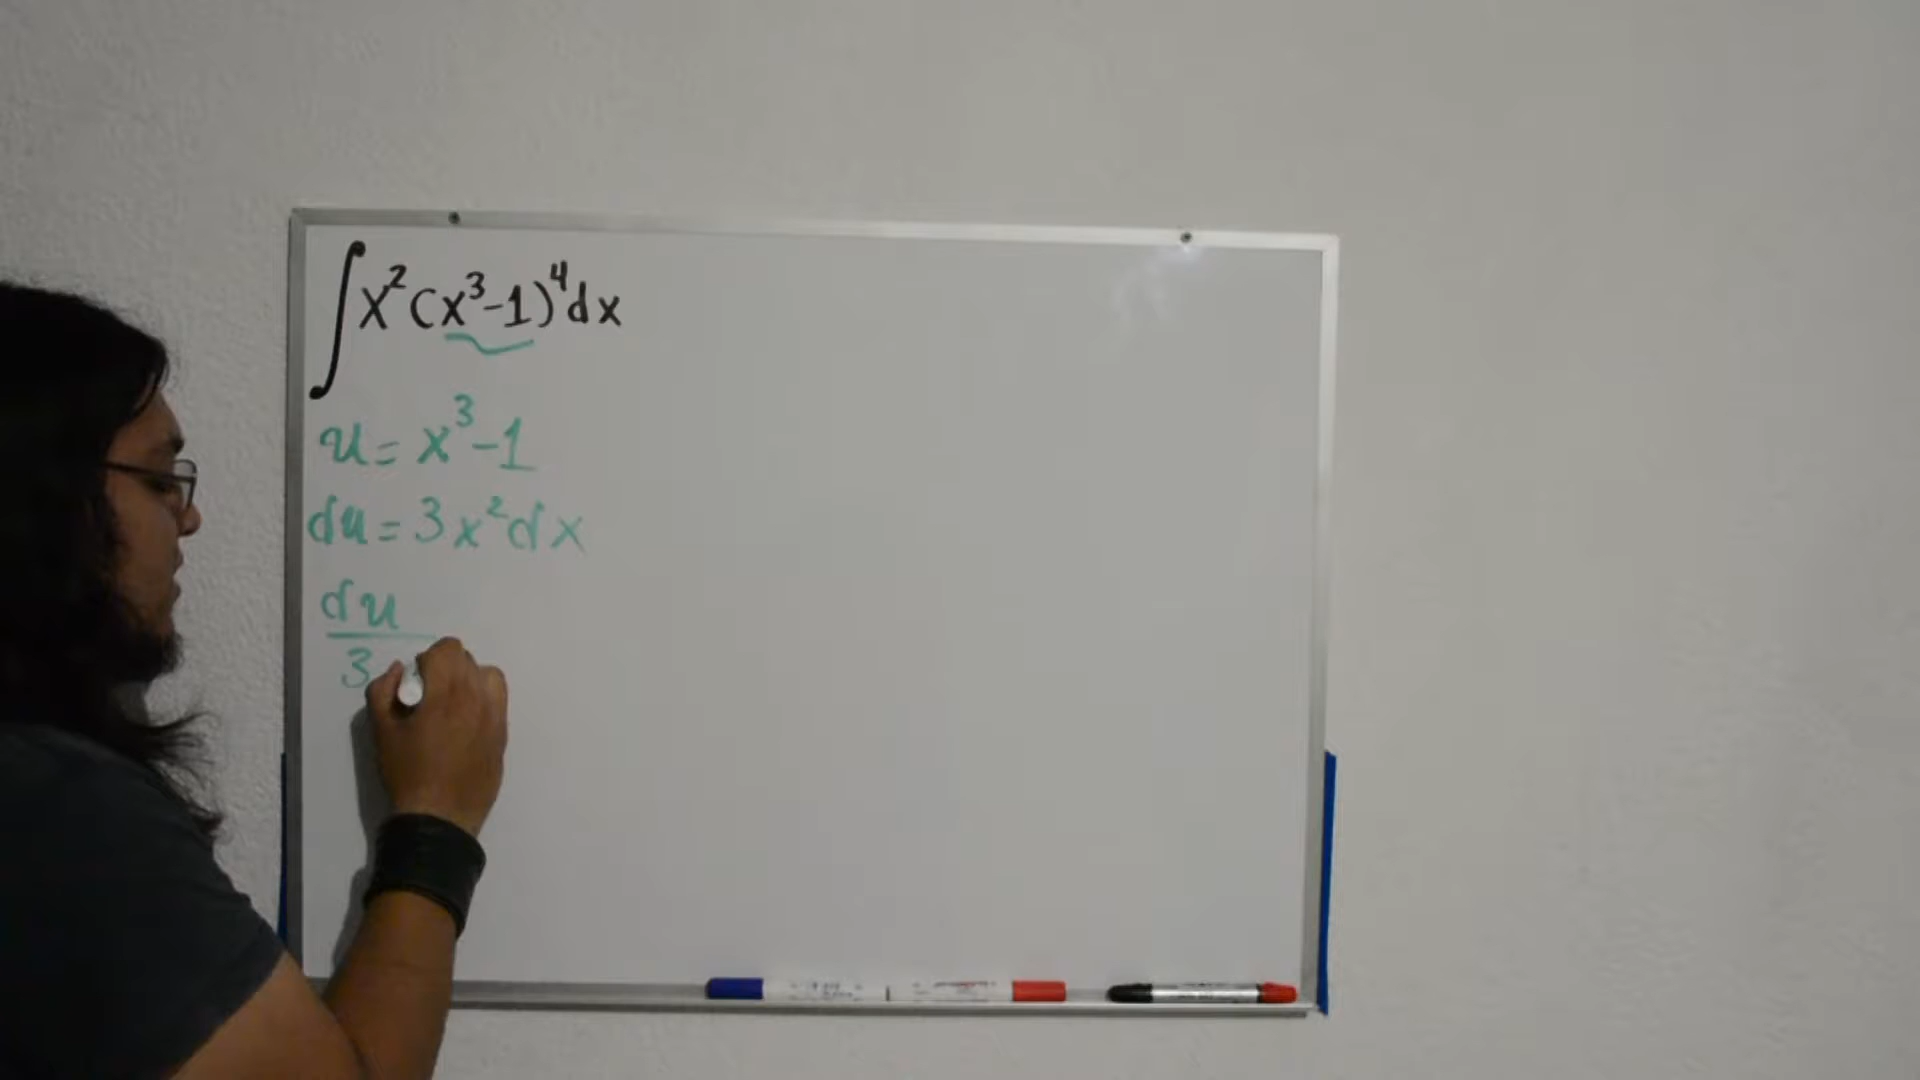 ∫x²(x³-1)⁴dx
u = x³-1
du = 3x²dx
du
3